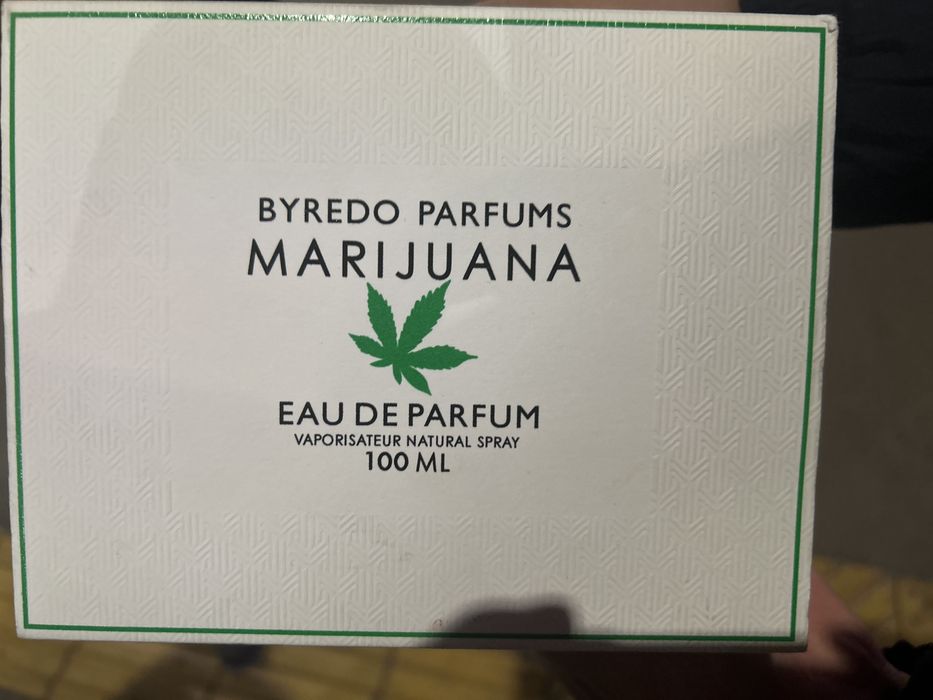 BYREDO PARFUMS
MARIJUANA
EAU DE PARFUM
VAPORISATEUR NATURAL SPRAY
100 ML